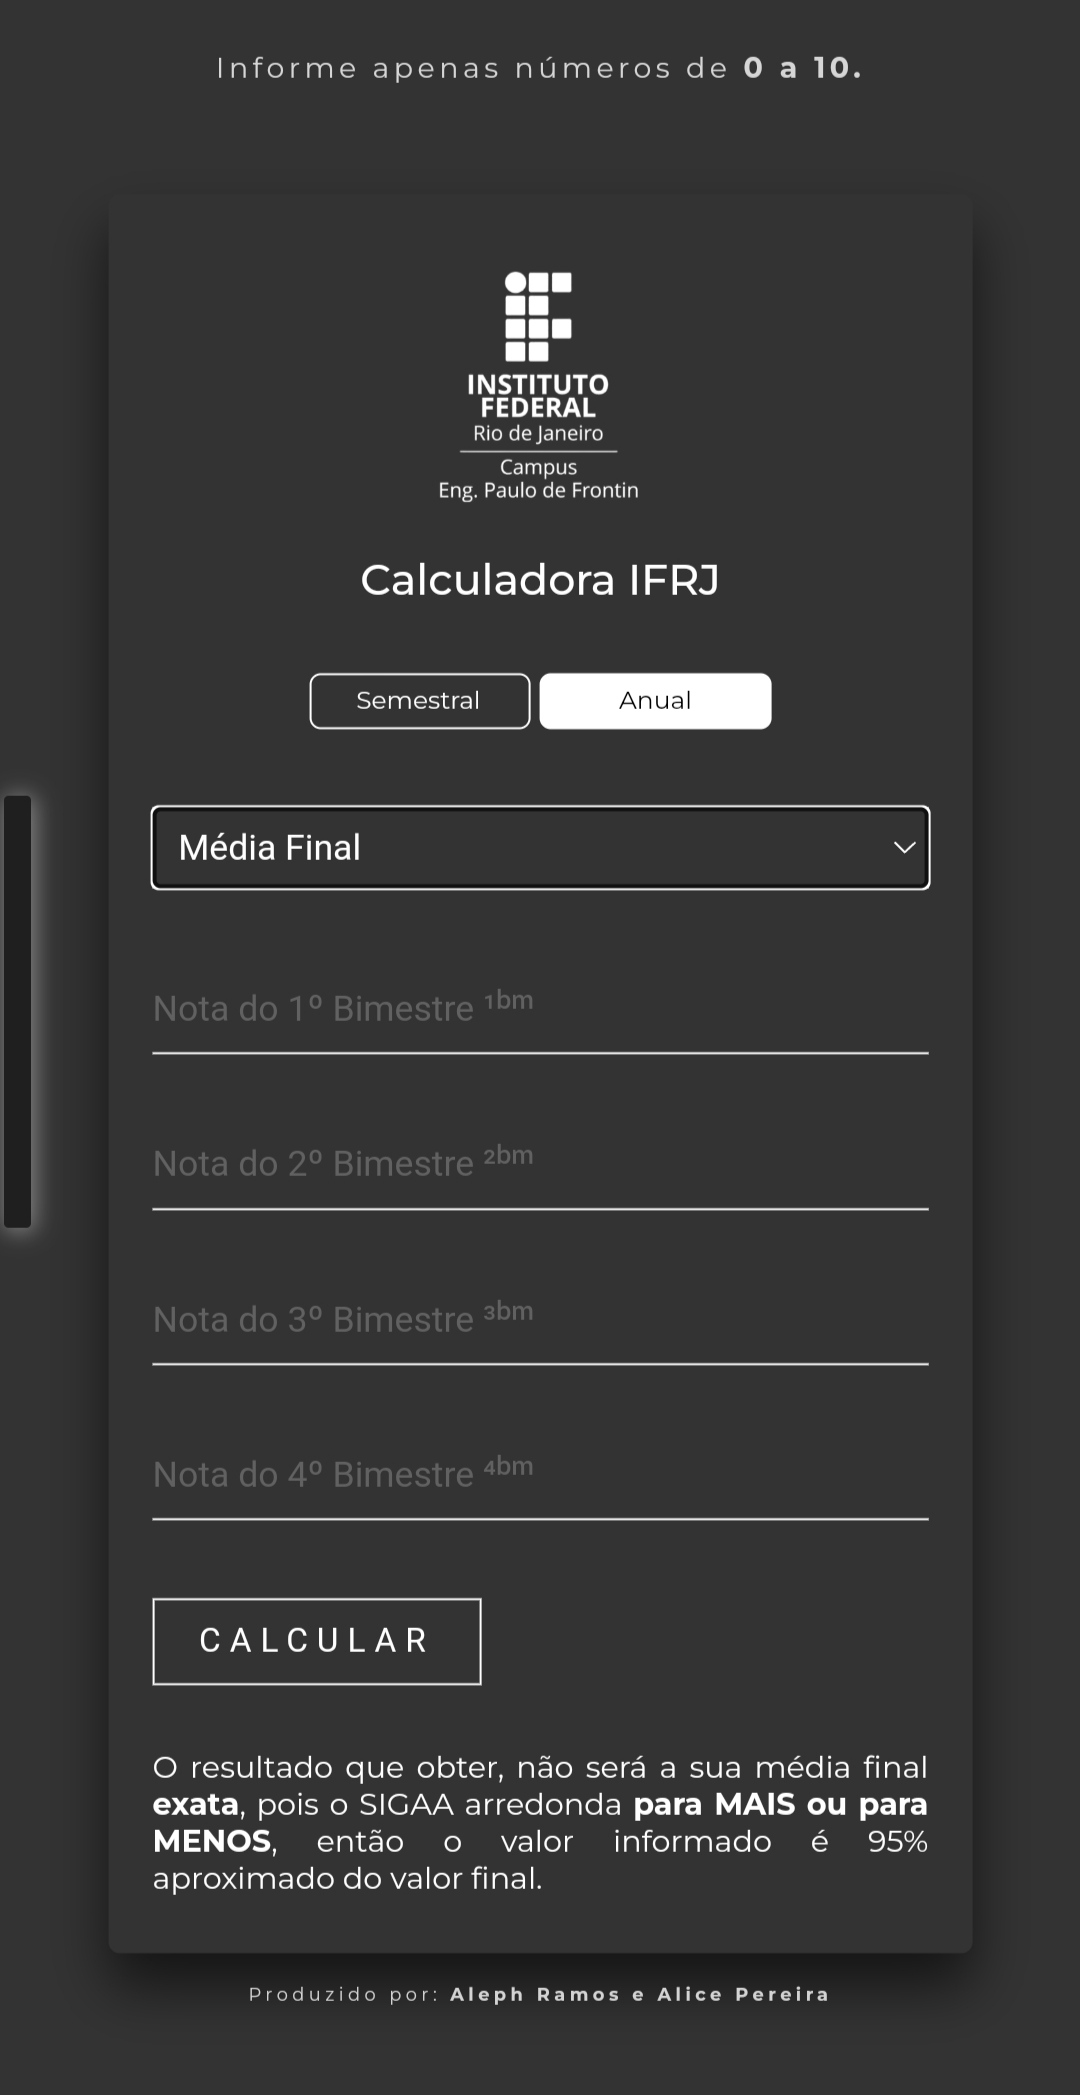 Informe apenas números de 0 a 10.
INSTITUTO
FEDERAL
Rio de Janeiro
Campus
Eng. Paulo de Frontin
Calculadora IFRJ
Semestral
Anual
Média Final
Nota do 1º Bimestre ¹bm
Nota do 2º Bimestre ²bm
Nota do 3º Bimestre ³bm
Nota do 4º Bimestre ⁴bm
CALCULAR
O resultado que obter, não será a sua média final
exata, pois o SIGAA arredonda para MAIS ou para
MENOS, então o valor informado é 95%
aproximado do valor final.
Produzido por: Aleph Ramos e Alice Pereira